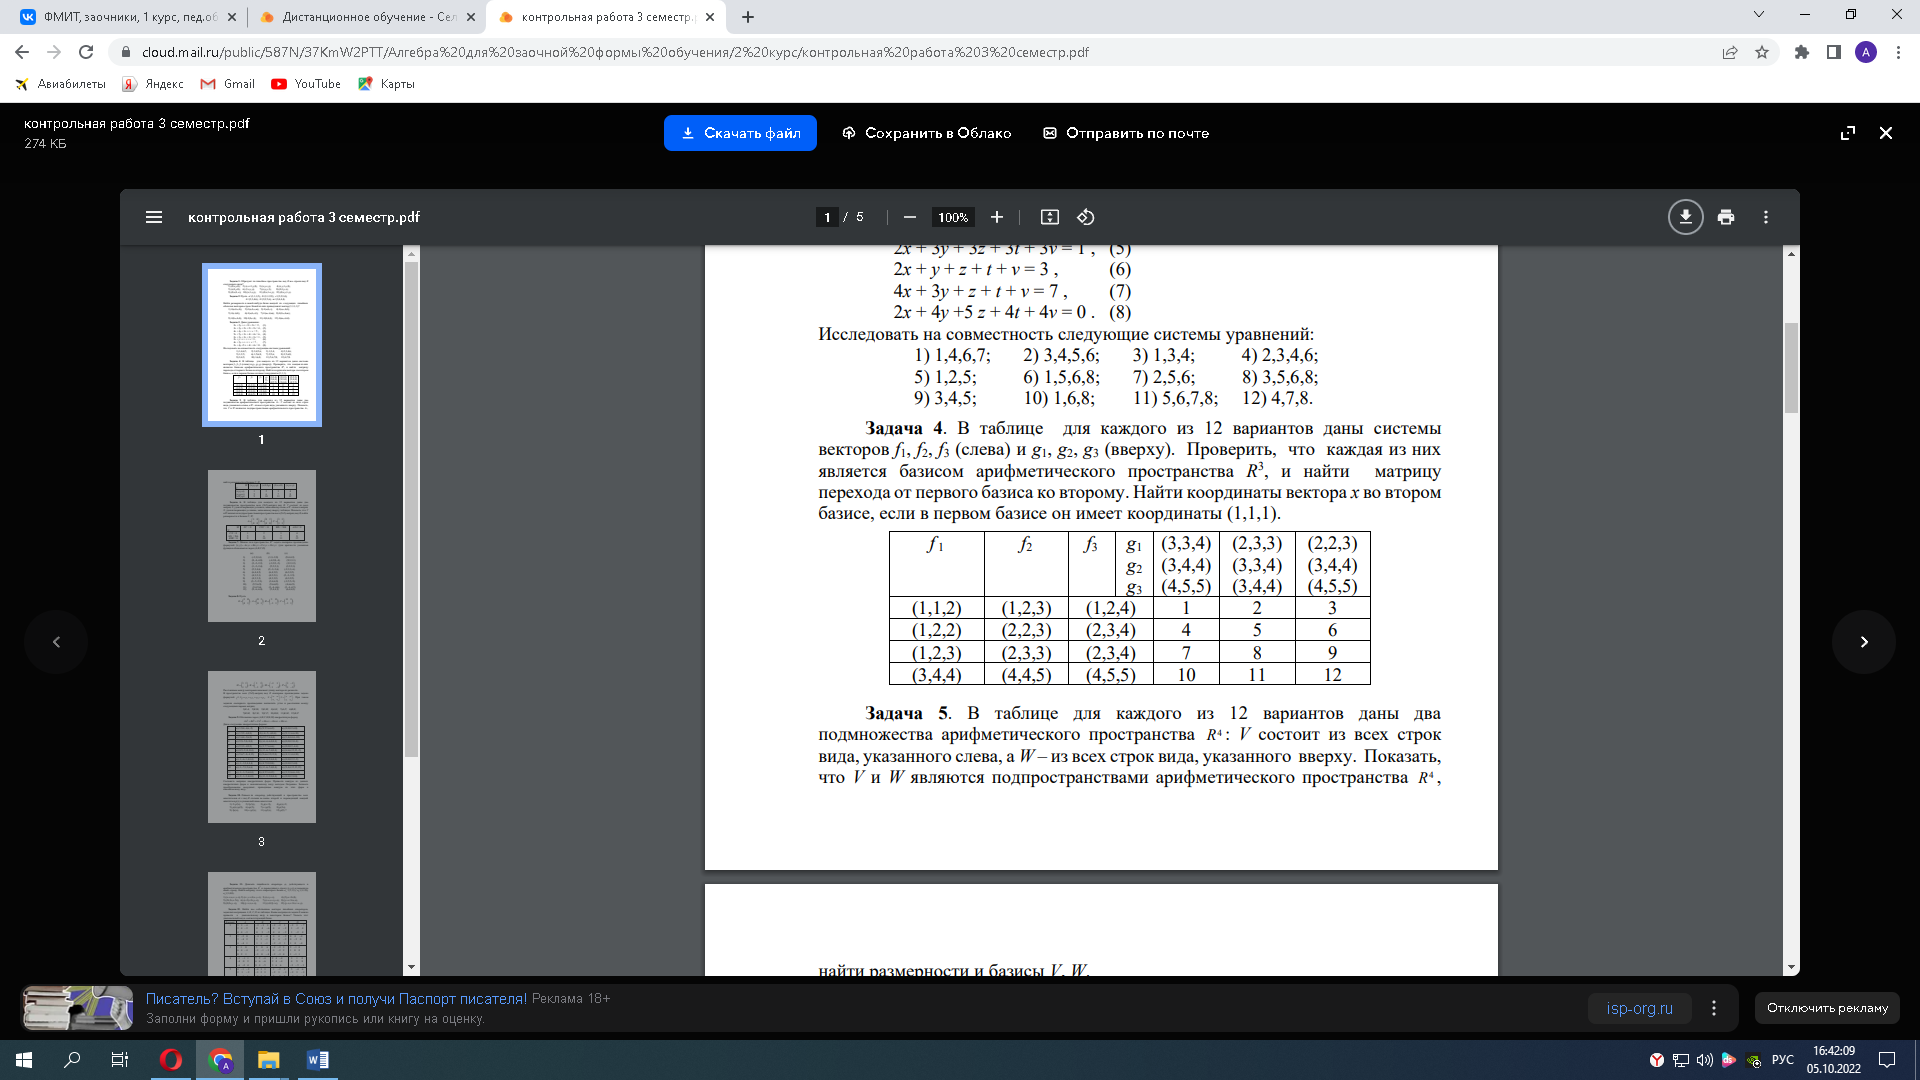 ФМИТ, заочники, 1 курс, пед.об
Дистанционное обучение - Сел
контрольная работа 3 семестр.
cloud.mail.ru/public/587N/37KmW2PTT/Алгебра%20для%20заочной%20формы%20обучения/2%20курс/контрольная%20работа%203%20семестр.pdf
Авиабилеты
Яндекс
Gmail
YouTube
Карты
контрольная работа 3 семестр.pdf
274 КБ
Скачать файл
Сохранить в Облако
Отправить по почте
контрольная работа 3 семестр.pdf
1 / 5
100%
1
2
3
2x + 3y + 3z + 3t + 3v = 1 , (5)
2x + y + z + t + v = 3 , (6)
4x + 3y + z + t + v = 7 , (7)
2x + 4y +5 z + 4t + 4v = 0 . (8)
Исследовать на совместность следующие системы уравнений:
1) 1,4,6,7; 2) 3,4,5,6; 3) 1,3,4; 4) 2,3,4,6;
5) 1,2,5; 6) 1,5,6,8; 7) 2,5,6; 8) 3,5,6,8;
9) 3,4,5; 10) 1,6,8; 11) 5,6,7,8; 12) 4,7,8.
Задача 4. В таблице для каждого из 12 вариантов даны системы
векторов f1, f2, f3 (слева) и g1, g2, g3 (вверху). Проверить, что каждая из них
является базисом арифметического пространства R³, и найти матрицу
перехода от первого базиса ко второму. Найти координаты вектора x во втором
базисе, если в первом базисе он имеет координаты (1,1,1).
f1 f2 f3 g1 (3,3,4) (2,3,3) (2,2,3)
g2 (3,4,4) (3,3,4) (3,4,4)
g3 (4,5,5) (3,4,4) (4,5,5)
(1,1,2) (1,2,3) (1,2,4) 1 2 3
(1,2,2) (2,2,3) (2,3,4) 4 5 6
(1,2,3) (2,3,3) (2,3,4) 7 8 9
(3,4,4) (4,4,5) (4,5,5) 10 11 12
Задача 5. В таблице для каждого из 12 вариантов даны два
подмножества арифметического пространства R⁴ : V состоит из всех строк
вида, указанного слева, а W – из всех строк вида, указанного вверху. Показать,
что V и W являются подпространствами арифметического пространства R⁴ ,
найти размерности и базисы V, W,
Писатель? Вступай в Союз и получи Паспорт писателя! Реклама 18+
Заполни форму и пришли рукопись или книгу на оценку.
isp-org.ru
Отключить рекламу
РУС
16:42:09
05.10.2022